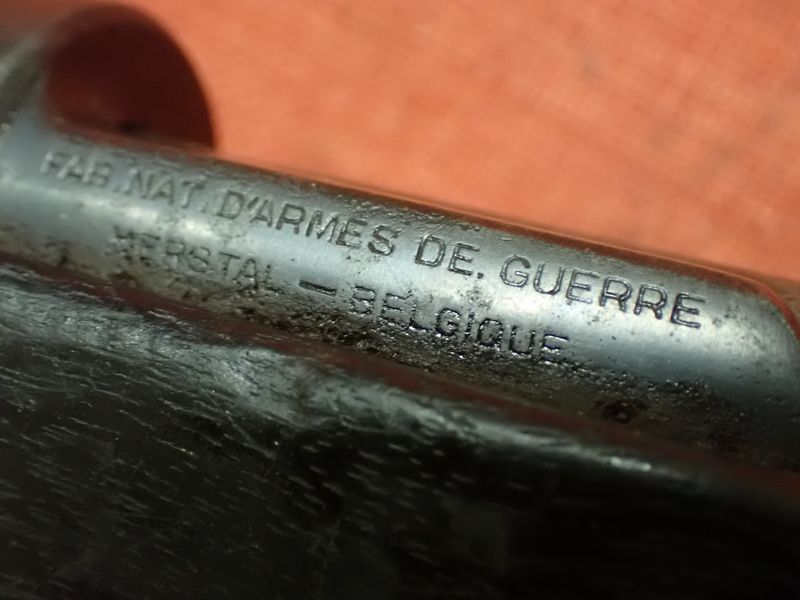 FAB. NAT. D'ARMES DE. GUERRE
HERSTAL — BELGIQUE